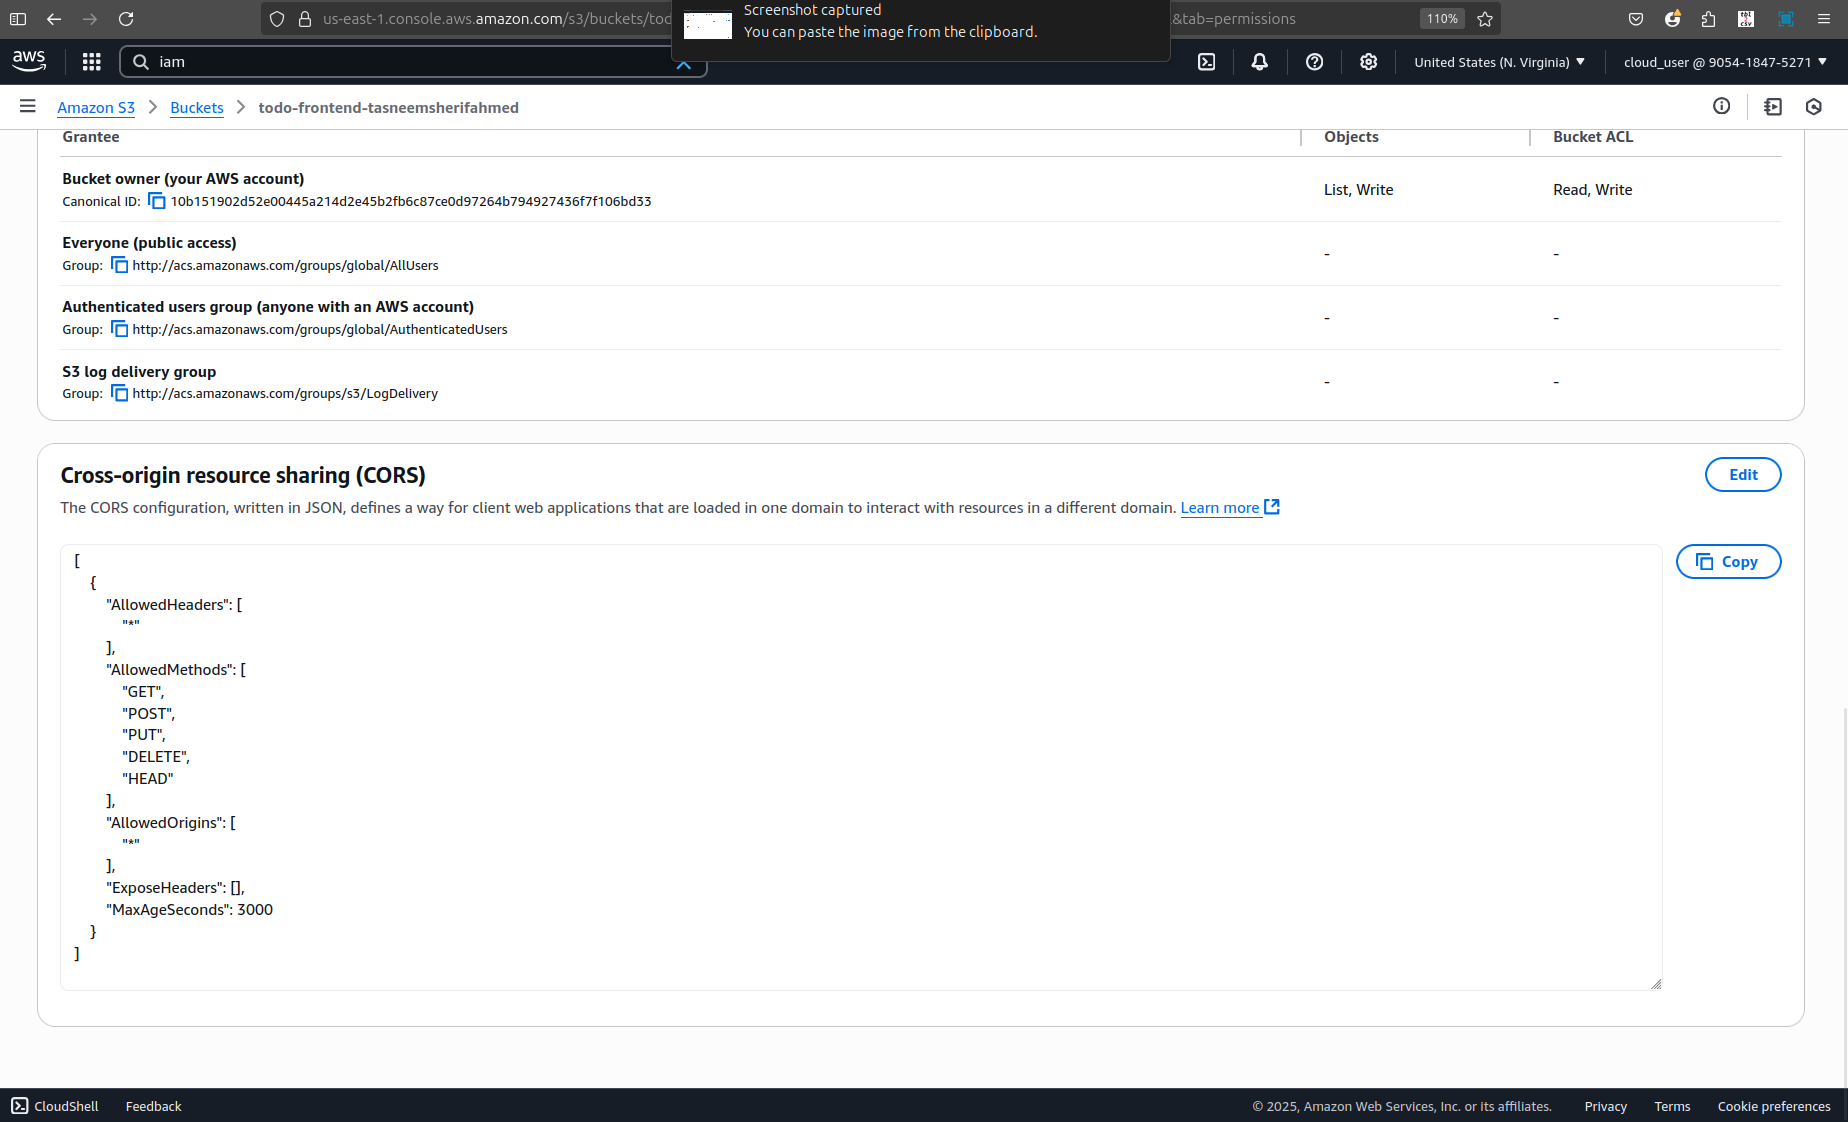 us-east-1.console.aws.amazon.com/s3/buckets/tod
Screenshot captured
You can paste the image from the clipboard.
&tab=permissions
110%
aws
iam
United States (N. Virginia)
cloud_user @ 9054-1847-5271
Amazon S3 > Buckets > todo-frontend-tasneemsherifahmed
Grantee
Objects
Bucket ACL
Bucket owner (your AWS account)
Canonical ID: 10b151902d52e00445a214d2e45b2fb6c87ce0d97264b794927436f7f106bd33
List, Write
Read, Write
Everyone (public access)
Group: http://acs.amazonaws.com/groups/global/AllUsers
-
-
Authenticated users group (anyone with an AWS account)
Group: http://acs.amazonaws.com/groups/global/AuthenticatedUsers
-
-
S3 log delivery group
Group: http://acs.amazonaws.com/groups/s3/LogDelivery
-
-
Cross-origin resource sharing (CORS)
Edit
The CORS configuration, written in JSON, defines a way for client web applications that are loaded in one domain to interact with resources in a different domain. Learn more
Copy
[
{
"AllowedHeaders": [
"*"
],
"AllowedMethods": [
"GET",
"POST",
"PUT",
"DELETE",
"HEAD"
],
"AllowedOrigins": [
"*"
],
"ExposeHeaders": [],
"MaxAgeSeconds": 3000
}
]
CloudShell
Feedback
© 2025, Amazon Web Services, Inc. or its affiliates.
Privacy
Terms
Cookie preferences